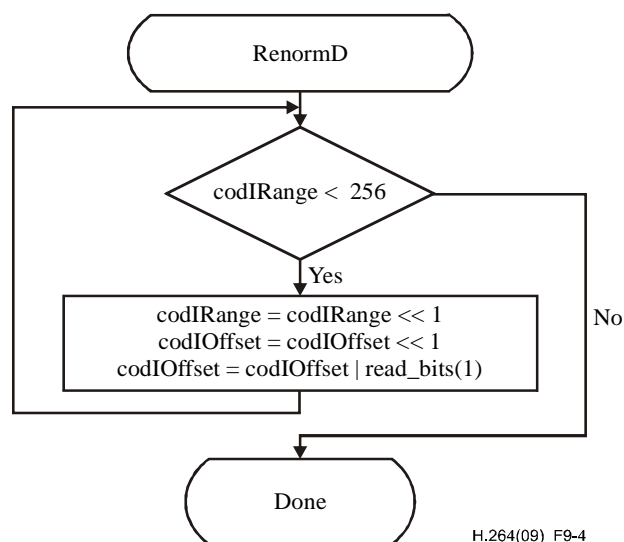 RenormD
codIRange < 256
Yes
codIRange = codIRange << 1
codIOffset = codIOffset << 1
codIOffset = codIOffset | read_bits(1)
No
Done
H.264(09)_F9-4